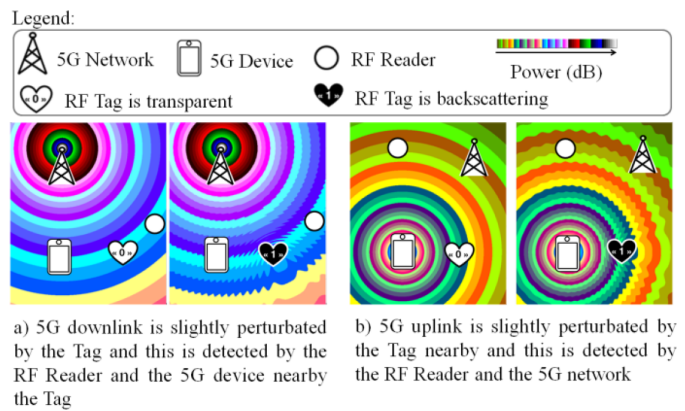 Legend:
5G Network
5G Device
RF Reader
Power (dB)
RF Tag is transparent
RF Tag is backscattering
« 0 »
« 1 »
« 0 »
« 1 »
« 0 »
« 1 »
a) 5G downlink is slightly perturbated
by the Tag and this is detected by the
RF Reader and the 5G device nearby
the Tag
b) 5G uplink is slightly perturbated by
the Tag nearby and this is detected by
the RF Reader and the 5G network